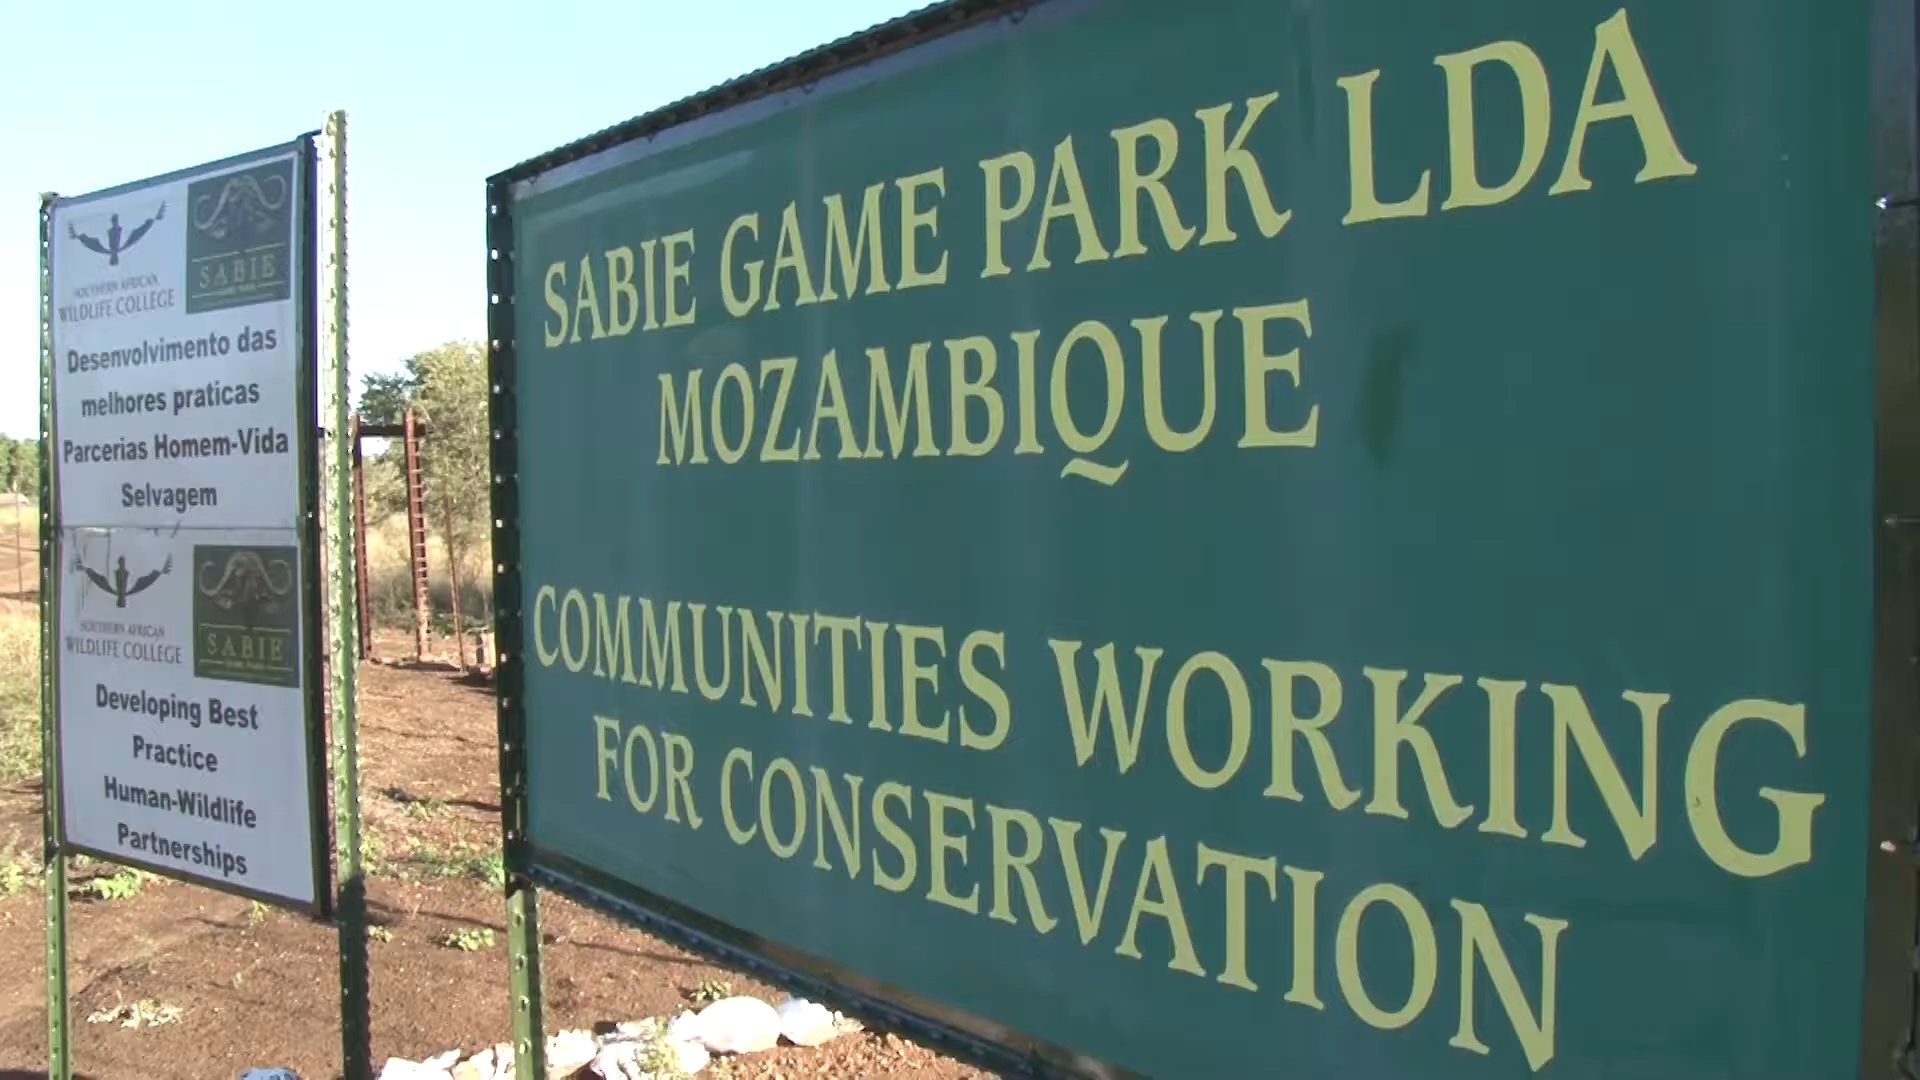 SOUTHERN AFRICAN
WILDLIFE COLLEGE
SABIE
Desenvolvimento das
melhores praticas
Parcerias Homem-Vida
Selvagem
SOUTHERN AFRICAN
WILDLIFE COLLEGE
SABIE
Developing Best
Practice
Human-Wildlife
Partnerships
SABIE GAME PARK LDA
MOZAMBIQUE
COMMUNITIES WORKING
FOR CONSERVATION